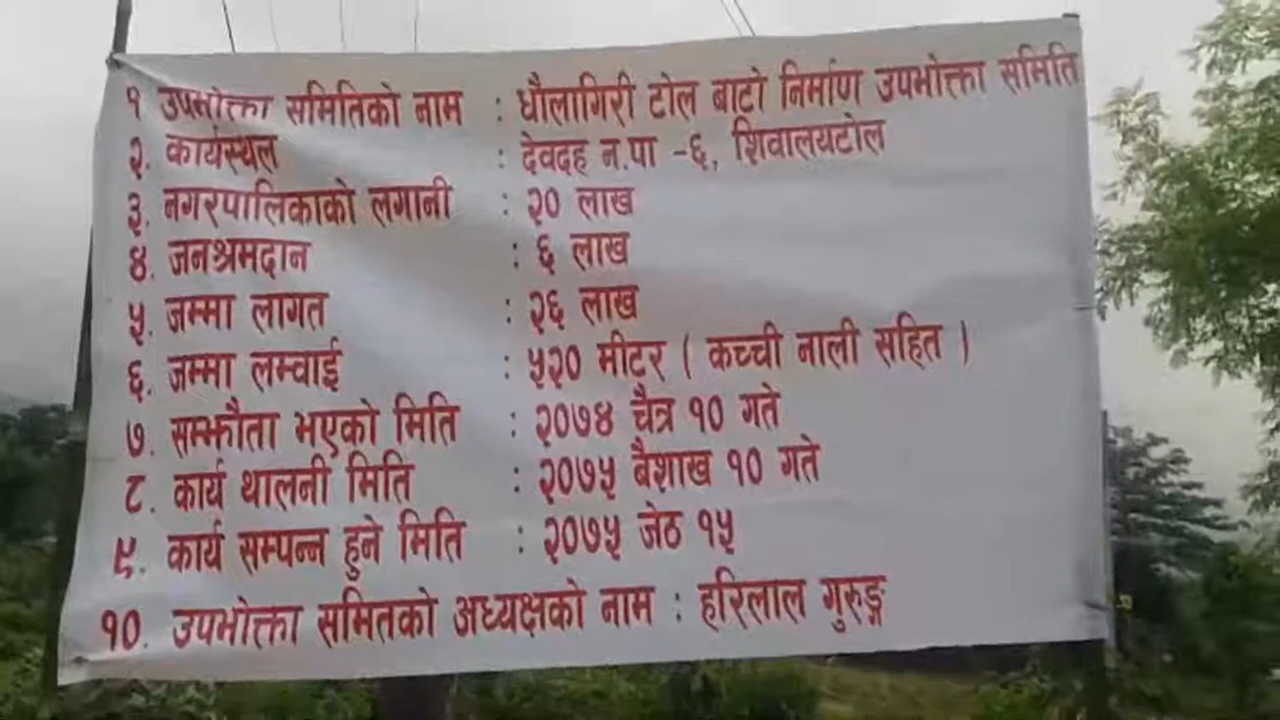 १ उपभोक्ता समितिको नाम : धौलागिरी टोल बाटो निर्माण उपभोक्ता समिति
२. कार्यस्थल : देवदह न.पा -६, शिवालयटोल
३. नगरपालिकाको लगानी : २० लाख
४. जनश्रमदान : ६ लाख
५. जम्मा लागत : २६ लाख
६. जम्मा लम्वाई : ५२० मीटर ( कच्ची नाली सहित )
७. सम्झौता भएको मिति : २०७४ चैत्र १० गते
८. कार्य थालनी मिति : २०७५ बैशाख १० गते
९. कार्य सम्पन्न हुने मिति : २०७५ जेठ १५
१०. उपभोक्ता समितको अध्यक्षको नाम : हरिलाल गुरुङ्ग